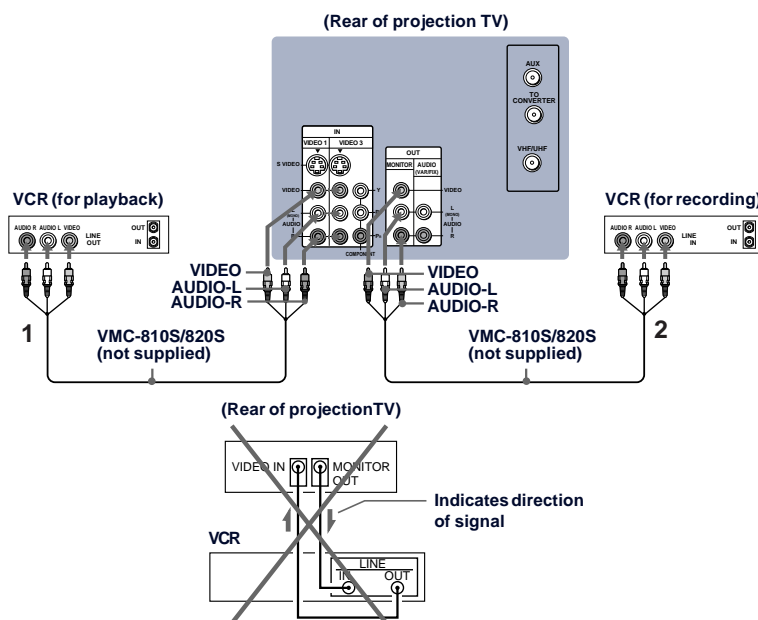 (Rear of projection TV)
AUX
TO
CONVERTER
VHF/UHF
IN
VIDEO 1 VIDEO 3
S VIDEO
VIDEO
Y
L
(MONO)
AUDIO
R
COMPONENT
OUT
MONITOR AUDIO
(VAR/FIX)
VIDEO
L
(MONO)
AUDIO
R
VCR (for playback)
AUDIO R AUDIO L VIDEO
LINE
OUT
OUT
IN
VCR (for recording)
AUDIO R AUDIO L VIDEO
LINE
IN
OUT
IN
VIDEO
AUDIO-L
AUDIO-R
VIDEO
AUDIO-L
AUDIO-R
1
VMC-810S/820S
(not supplied)
VMC-810S/820S
(not supplied)
2
(Rear of projectionTV)
VIDEO IN
MONITOR
OUT
Indicates direction
of signal
VCR
LINE
IN OUT